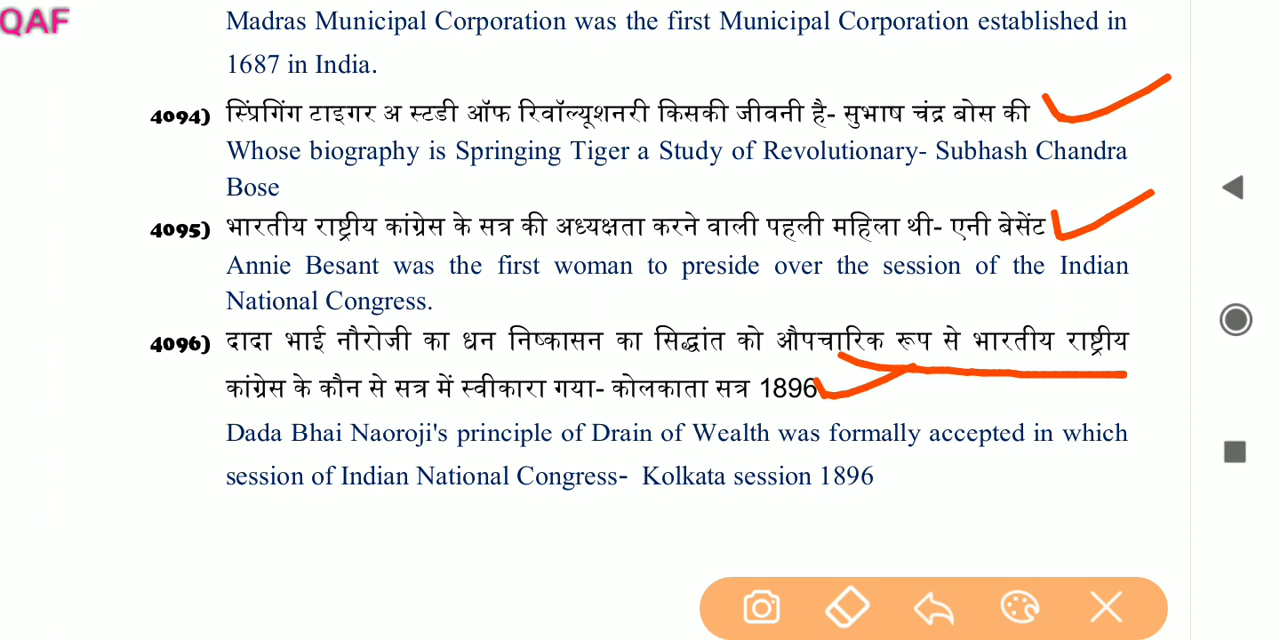 QAF
Madras Municipal Corporation was the first Municipal Corporation established in
1687 in India.
4094) स्प्रिंगिंग टाइगर अ स्टडी ऑफ रिवॉल्यूशनरी किसकी जीवनी है- सुभाष चंद्र बोस की
Whose biography is Springing Tiger a Study of Revolutionary- Subhash Chandra
Bose
4095) भारतीय राष्ट्रीय कांग्रेस के सत्र की अध्यक्षता करने वाली पहली महिला थी- एनी बेसेंट
Annie Besant was the first woman to preside over the session of the Indian
National Congress.
4096) दादा भाई नौरोजी का धन निष्कासन का सिद्धांत को औपचारिक रूप से भारतीय राष्ट्रीय
कांग्रेस के कौन से सत्र में स्वीकारा गया- कोलकाता सत्र 1896
Dada Bhai Naoroji's principle of Drain of Wealth was formally accepted in which
session of Indian National Congress- Kolkata session 1896